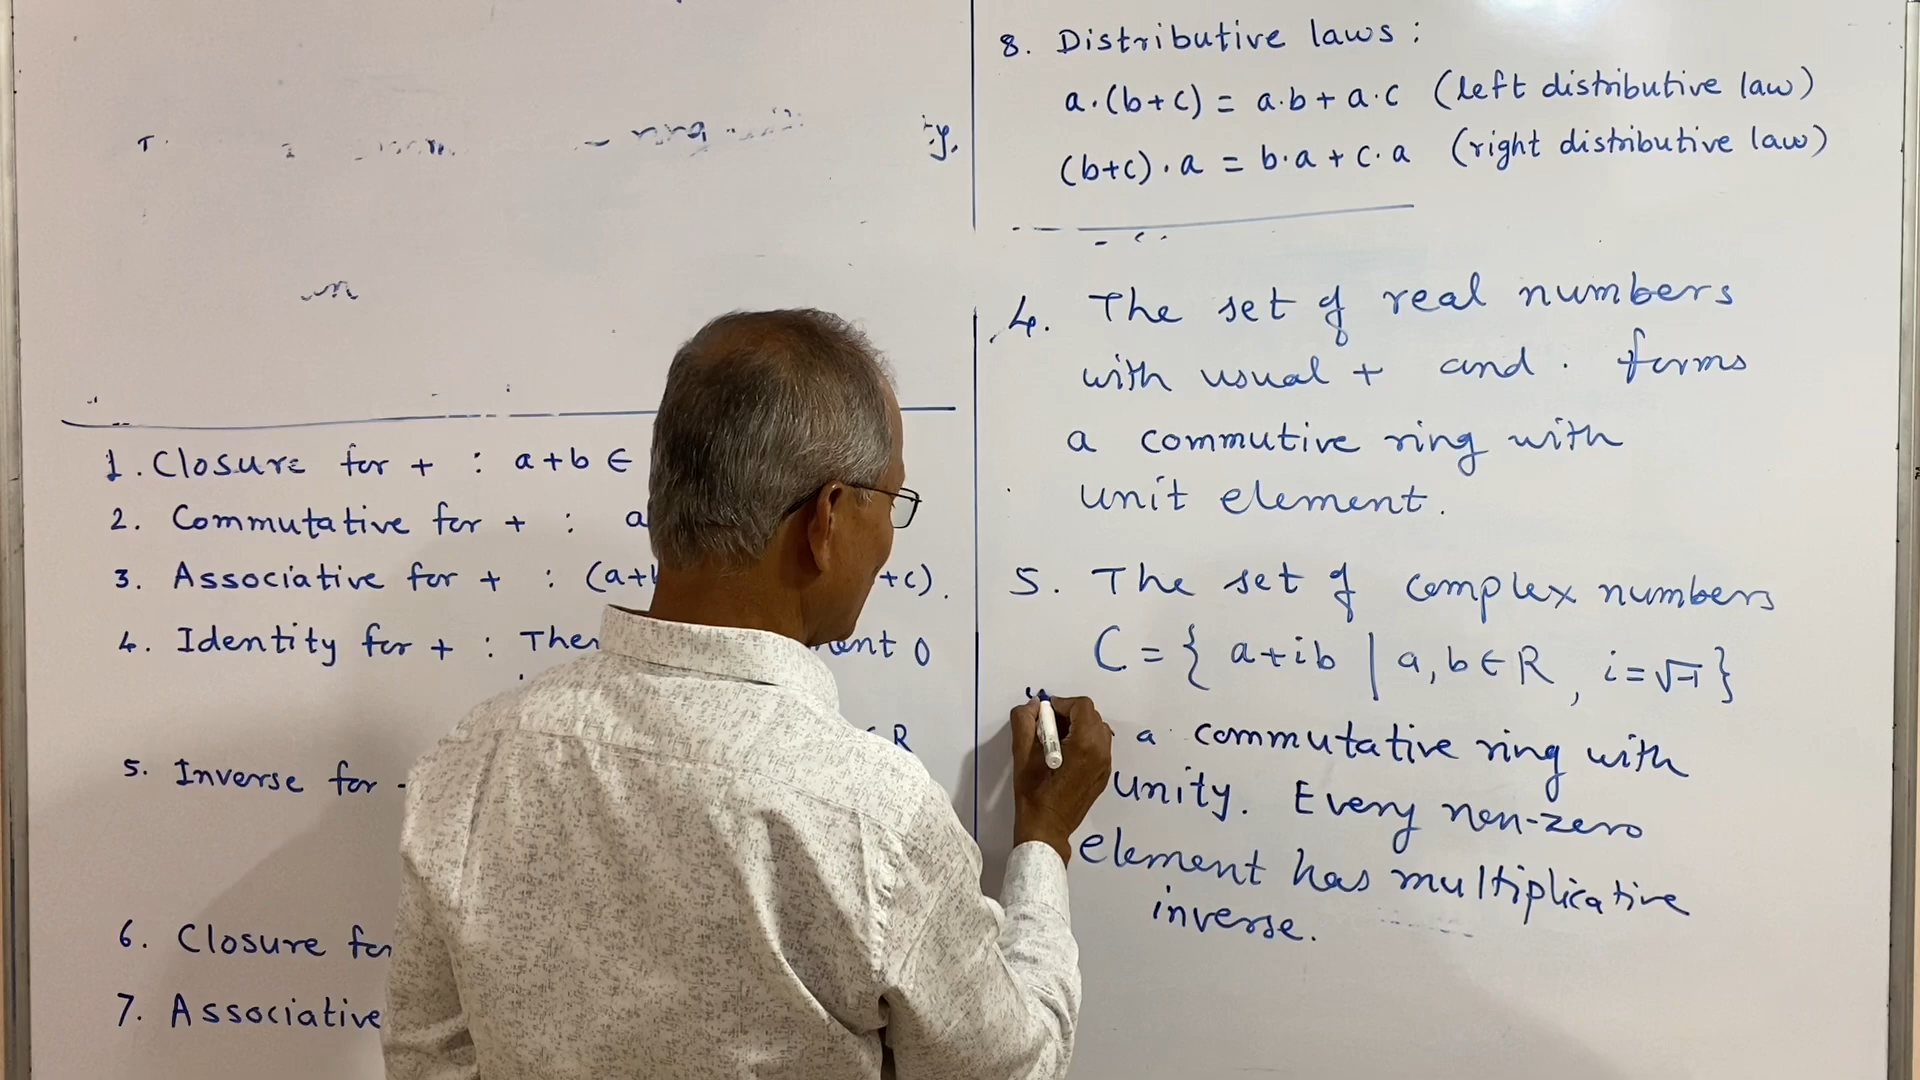 1. Closure for + : a+b ∈
2. Commutative for + : a
3. Associative for + : (a+ +c).
4. Identity for + : 0
∈ R
5. Inverse for
6. Closure for
7. Associative
8. Distributive laws :
a.(b+c) = a.b + a.c (left distributive law)
(b+c).a = b.a + c.a (right distributive law)
4. The set of real numbers
with usual + and . forms
a commutive ring with
unit element.
5. The set of complex numbers
C = { a+ib | a, b ∈ R, i=√-1 }
a commutative ring with
unity. Every non-zero
element has multiplicative
inverse.